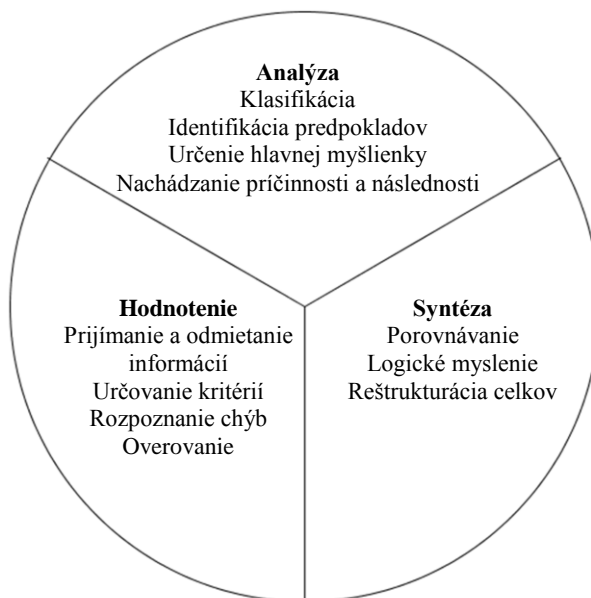 Analýza
Klasifikácia
Identifikácia predpokladov
Určenie hlavnej myšlienky
Nachádzanie príčinnosti a následnosti
Hodnotenie
Prijímanie a odmietanie
informácií
Určovanie kritérií
Rozpoznanie chýb
Overovanie
Syntéza
Porovnávanie
Logické myslenie
Reštrukturácia celkov